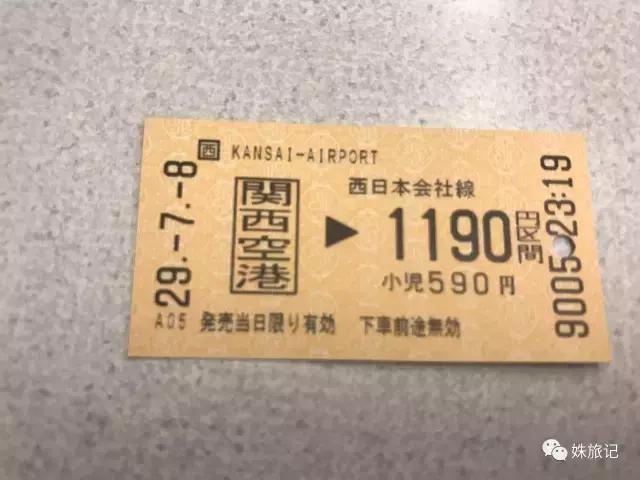 西 KANSAI-AIRPORT
29.-7.-8
関西空港
西日本会社線
▶ 1190円区間
小児590円
9005 23:19
A05 発売当日限り有効 下車前途無効
姝旅记